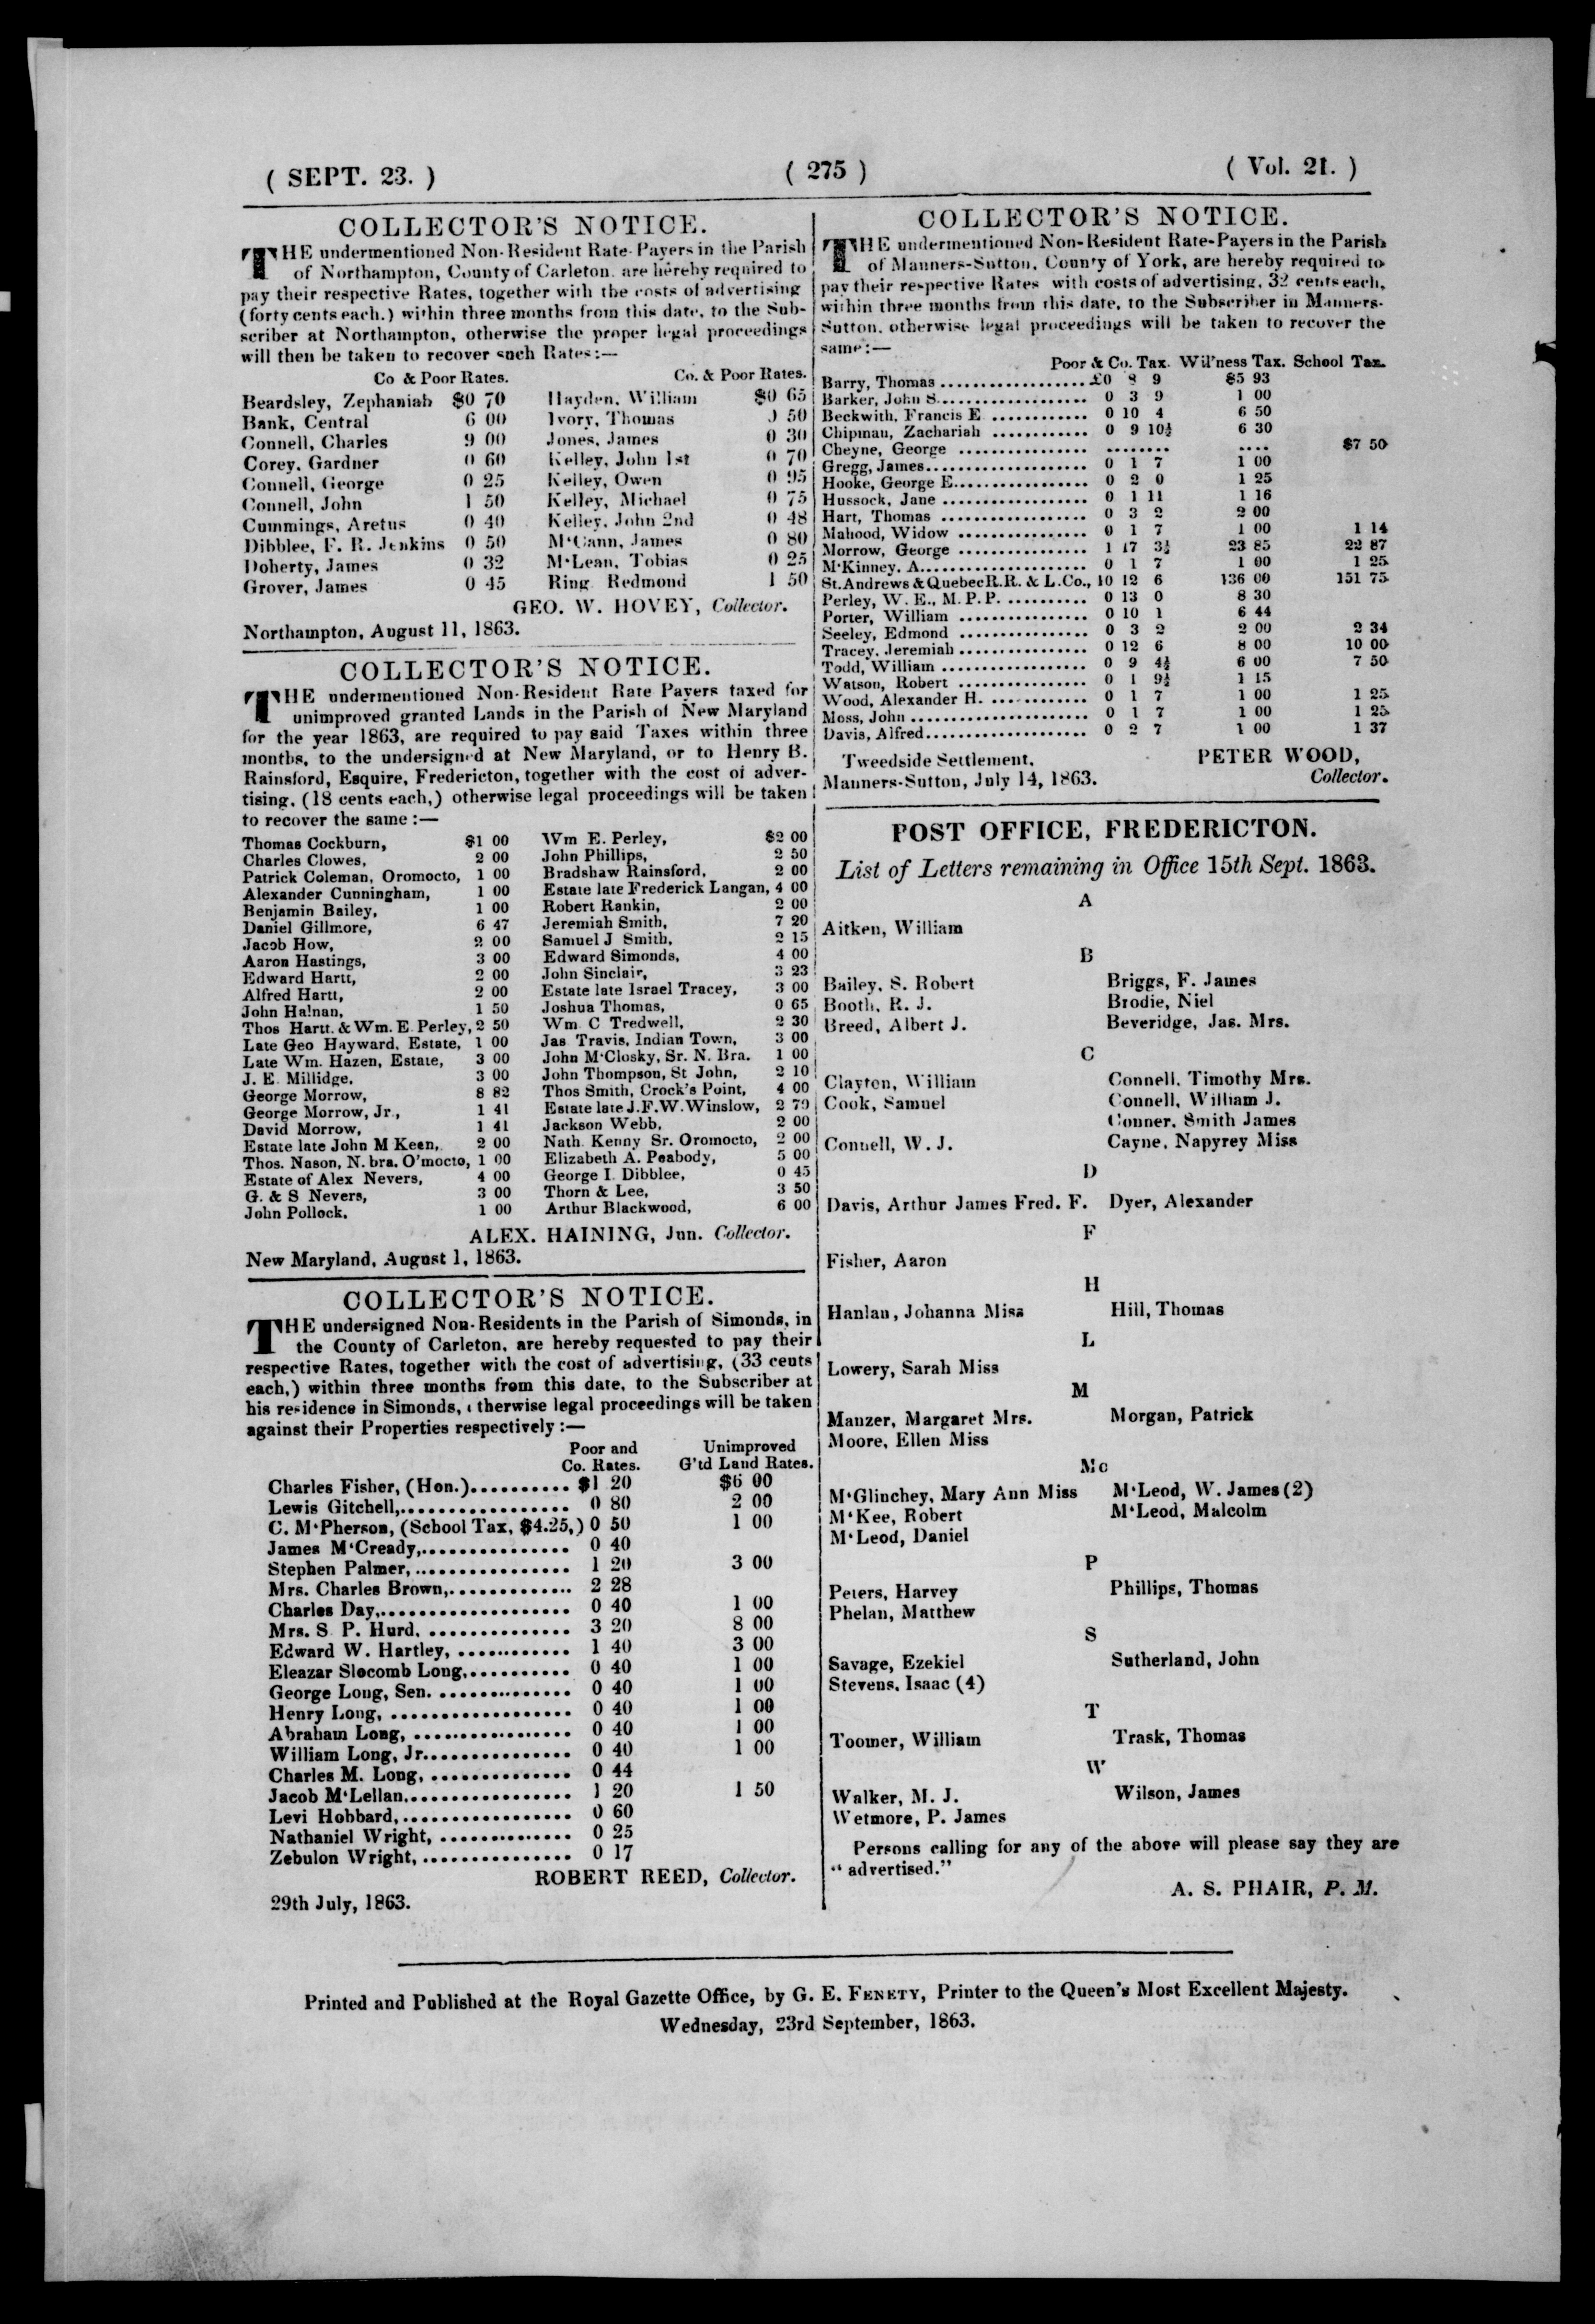 ( SEPT. 23. ) ( 275 ) ( Vol. 21. )
COLLECTOR'S NOTICE.
THE undermentioned Non-Resident Rate-Payers in the Parish
of Northampton, County of Carleton, are hereby required to
pay their respective Rates, together with the costs of advertising
(forty cents each,) within three months from this date, to the Sub-
scriber at Northampton, otherwise the proper legal proceedings
will then be taken to recover such Rates:—
Co & Poor Rates. Co. & Poor Rates.
Beardsley, Zephaniah $0 70 Hayden, William $0 65
Bank, Central 6 00 Ivory, Thomas 0 50
Connell, Charles 9 00 Jones, James 0 30
Corey, Gardner 0 60 Kelley, John 1st 0 70
Connell, George 0 25 Kelley, Owen 0 95
Connell, John 1 50 Kelley, Michael 0 75
Cummings, Aretus 0 40 Kelley, John 2nd 0 48
Dibblee, F. R. Jenkins 0 50 M'Cann, James 0 80
Doherty, James 0 32 M'Lean, Tobias 0 25
Grover, James 0 45 Ring Redmond 1 50
GEO. W. HOVEY, Collector.
Northampton, August 11, 1863.
COLLECTOR'S NOTICE.
THE undermentioned Non-Resident Rate Payers taxed for
unimproved granted Lands in the Parish of New Maryland
for the year 1863, are required to pay said Taxes within three
months, to the undersigned at New Maryland, or to Henry B.
Rainsford, Esquire, Fredericton, together with the cost of adver-
tising, (18 cents each,) otherwise legal proceedings will be taken
to recover the same :—
Thomas Cockburn, $1 00 Wm E. Perley, $2 00
Charles Clowes, 2 00 John Phillips, 2 50
Patrick Coleman, Oromocto, 1 00 Bradshaw Rainsford, 2 00
Alexander Cunningham, 1 00 Estate late Frederick Langan, 4 00
Benjamin Bailey, 1 00 Robert Rankin, 2 00
Daniel Gillmore, 6 47 Jeremiah Smith, 7 20
Jacob How, 2 00 Samuel J Smith, 2 15
Aaron Hastings, 3 00 Edward Simonds, 4 00
Edward Hartt, 2 00 John Sinclair, 3 23
Alfred Hartt, 2 00 Estate late Israel Tracey, 3 00
John Halnan, 1 50 Joshua Thomas, 0 65
Thos Hartt. & Wm. E Perley, 2 50 Wm C Tredwell, 2 30
Late Geo Hayward, Estate, 1 00 Jas Travis, Indian Town, 3 00
Late Wm. Hazen, Estate, 3 00 John M'Closky, Sr. N. Bra. 1 00
J. E. Millidge, 3 00 John Thompson, St John, 2 10
George Morrow, 8 82 Thos Smith, Crock's Point, 4 00
George Morrow, Jr., 1 41 Estate late J.F.W. Winslow, 2 79
David Morrow, 1 41 Jackson Webb, 2 00
Estate late John M Keen, 2 00 Nath Kenny Sr. Oromocto, 2 00
Thos. Nason, N. bra. O'mocto, 1 00 Elizabeth A. Peabody, 5 00
Estate of Alex Nevers, 4 00 George I. Dibblee, 0 45
G. & S Nevers, 3 00 Thorn & Lee, 3 50
John Pollock, 1 00 Arthur Blackwood, 6 00
ALEX. HAINING, Jun. Collector.
New Maryland, August 1, 1863.
COLLECTOR'S NOTICE.
THE undersigned Non-Residents in the Parish of Simonds, in
the County of Carleton, are hereby requested to pay their
respective Rates, together with the cost of advertising, (33 cents
each,) within three months from this date, to the Subscriber at
his residence in Simonds, otherwise legal proceedings will be taken
against their Properties respectively :—
Poor and Unimproved
Co. Rates. G'td Land Rates.
Charles Fisher, (Hon.).......... $1 20 $6 00
Lewis Gitchell,................. 0 80 2 00
C. M'Pherson, (School Tax, $4.25,) 0 50 1 00
James M'Cready,............... 0 40
Stephen Palmer, ................ 1 20 3 00
Mrs. Charles Brown,............. 2 28
Charles Day,................... 0 40 1 00
Mrs. S P. Hurd, .............. 3 20 8 00
Edward W. Hartley, ............ 1 40 3 00
Eleazar Slocomb Long,.......... 0 40 1 00
George Long, Sen. .............. 0 40 1 00
Henry Long, .................. 0 40 1 00
Abraham Long, ................ 0 40 1 00
William Long, Jr............... 0 40 1 00
Charles M. Long, .............. 0 44
Jacob M'Lellan,................ 1 20 1 50
Levi Hobbard,................. 0 60
Nathaniel Wright, ............. 0 25
Zebulon Wright, ............... 0 17
ROBERT REED, Collector.
29th July, 1863.
COLLECTOR'S NOTICE.
THE undermentioned Non-Resident Rate-Payers in the Parish
of Manners-Sutton, County of York, are hereby required to
pay their respective Rates with costs of advertising, 32 cents each,
within three months from this date, to the Subscriber in Manners-
Sutton, otherwise legal proceedings will be taken to recover the
same:—
Poor & Co. Tax. Wil'ness Tax. School Tax.
Barry, Thomas .................. £0 8 9 $5 93
Barker, John S................... 0 3 9 1 00
Beckwith, Francis E ............ 0 10 4 6 50
Chipman, Zachariah ............ 0 9 10½ 6 30
Cheyne, George ................ ........ .... $7 50
Gregg, James.................... 0 1 7 1 00
Hooke, George E................. 0 2 0 1 25
Hussock, Jane .................. 0 1 11 1 16
Hart, Thomas .................. 0 3 2 2 00
Mahood, Widow ................ 0 1 7 1 00 1 14
Morrow, George ................ 1 17 3½ 23 85 22 87
M'Kinney, A..................... 0 1 7 1 00 1 25
St. Andrews & Quebec R.R. & L.Co., 10 12 6 136 00 151 75
Perley, W. E., M. P. P. .......... 0 13 0 8 30
Porter, William ................ 0 10 1 6 44
Seeley, Edmond ................ 0 3 2 2 00 2 34
Tracey, Jeremiah ................ 0 12 6 8 00 10 00
Todd, William .................. 0 9 4½ 6 00 7 50
Watson, Robert ................ 0 1 9½ 1 15
Wood, Alexander H. ............ 0 1 7 1 00 1 25
Moss, John ...................... 0 1 7 1 00 1 25
Davis, Alfred.................... 0 2 7 1 00 1 37
Tweedside Settlement, PETER WOOD,
Manners-Sutton, July 14, 1863. Collector.
POST OFFICE, FREDERICTON.
List of Letters remaining in Office 15th Sept. 1863.
A
Aitken, William
B
Bailey, S. Robert Briggs, F. James
Booth, R. J. Brodie, Niel
Breed, Albert J. Beveridge, Jas. Mrs.
C
Clayton, William Connell, Timothy Mrs.
Cook, Samuel Connell, William J.
Conner, Smith James
Connell, W. J. Cayne, Napyrey Miss
D
Davis, Arthur James Fred. F. Dyer, Alexander
F
Fisher, Aaron
H
Hanlan, Johanna Miss Hill, Thomas
L
Lowery, Sarah Miss
M
Manzer, Margaret Mrs. Morgan, Patrick
Moore, Ellen Miss
Mc
M'Glinchey, Mary Ann Miss M'Leod, W. James (2)
M'Kee, Robert M'Leod, Malcolm
M'Leod, Daniel
P
Peters, Harvey Phillips, Thomas
Phelan, Matthew
S
Savage, Ezekiel Sutherland, John
Stevens, Isaac (4)
T
Toomer, William Trask, Thomas
W
Walker, M. J. Wilson, James
Wetmore, P. James
Persons calling for any of the above will please say they are
"advertised."
A. S. PHAIR, P. M.
Printed and Published at the Royal Gazette Office, by G. E. FENETY, Printer to the Queen's Most Excellent Majesty.
Wednesday, 23rd September, 1863.